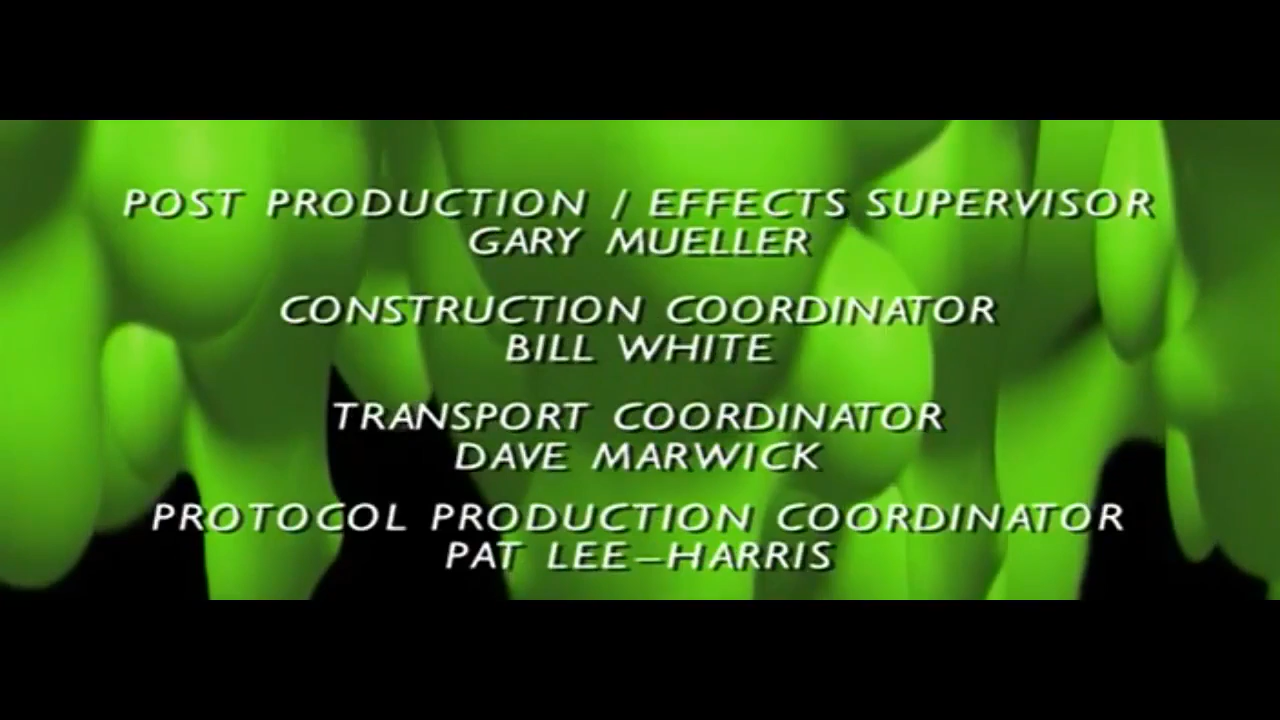 POST PRODUCTION / EFFECTS SUPERVISOR
GARY MUELLER
CONSTRUCTION COORDINATOR
BILL WHITE
TRANSPORT COORDINATOR
DAVE MARWICK
PROTOCOL PRODUCTION COORDINATOR
PAT LEE–HARRIS